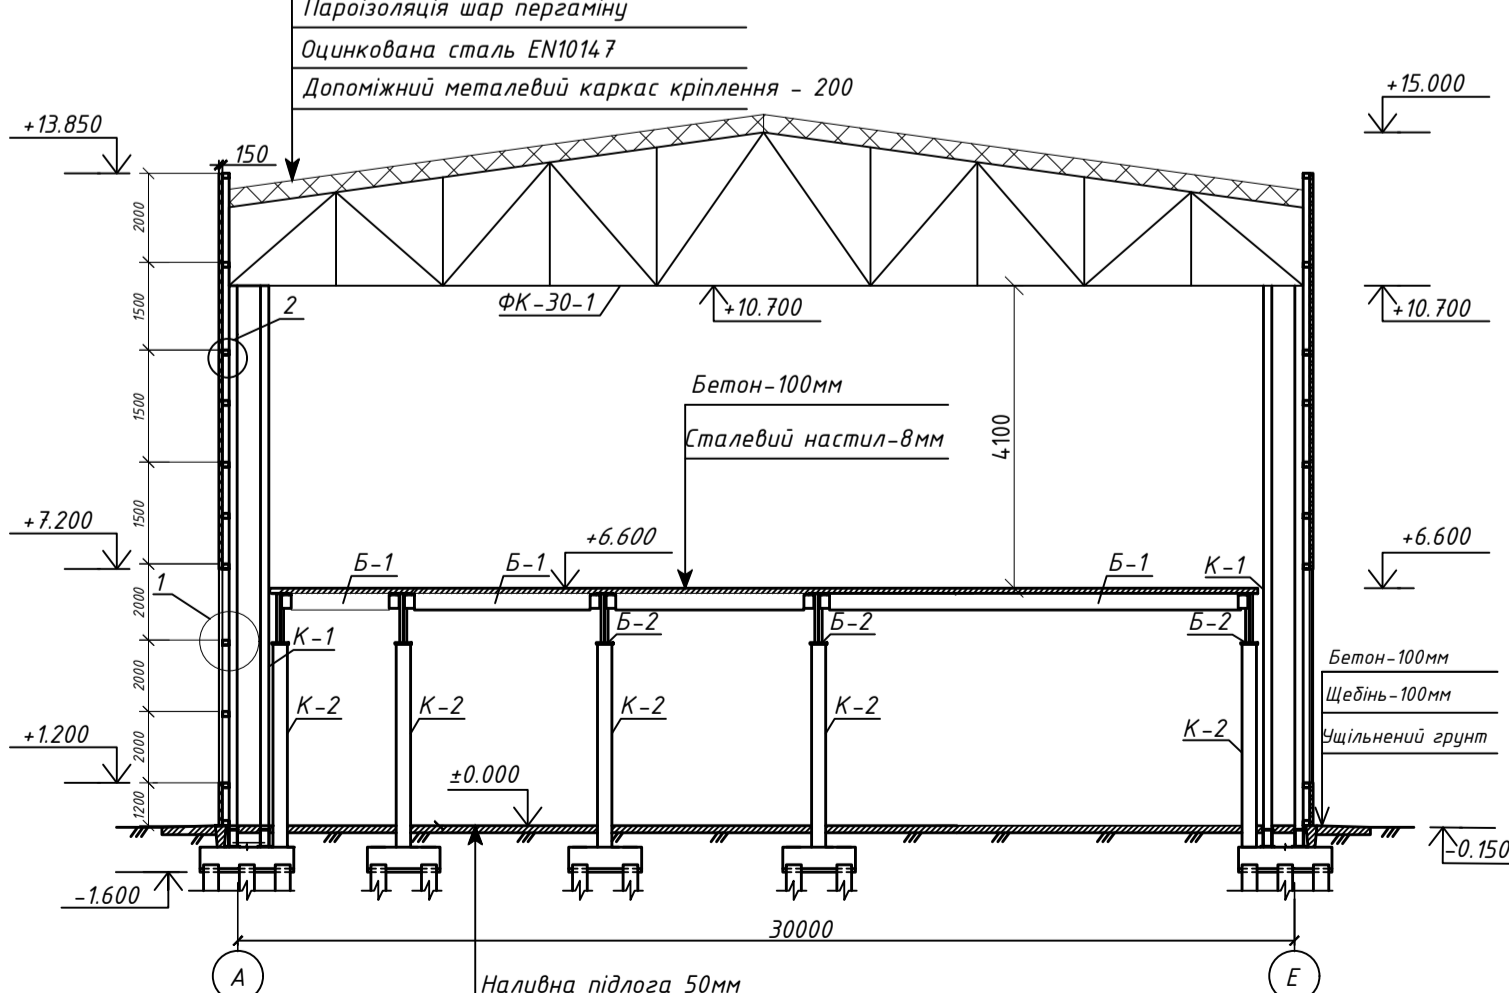 Пароізоляція шар пергаміну
Оцинкована сталь EN10147
Допоміжний металевий каркас кріплення - 200
+13.850
+15.000
150
2000
1500
1500
1500
2000
2000
2000
1200
2
ФК-30-1
+10.700
+10.700
Бетон-100мм
Сталевий настил-8мм
4100
+7.200
+6.600
+6.600
Б-1
Б-1
Б-1
К-1
1
К-1
Б-2
Б-2
Б-2
Бетон-100мм
Щебінь-100мм
Ущільнений грунт
К-2
К-2
К-2
К-2
К-2
+1.200
±0.000
-0.150
-1.600
30000
А
Е
Наливна підлога 50мм